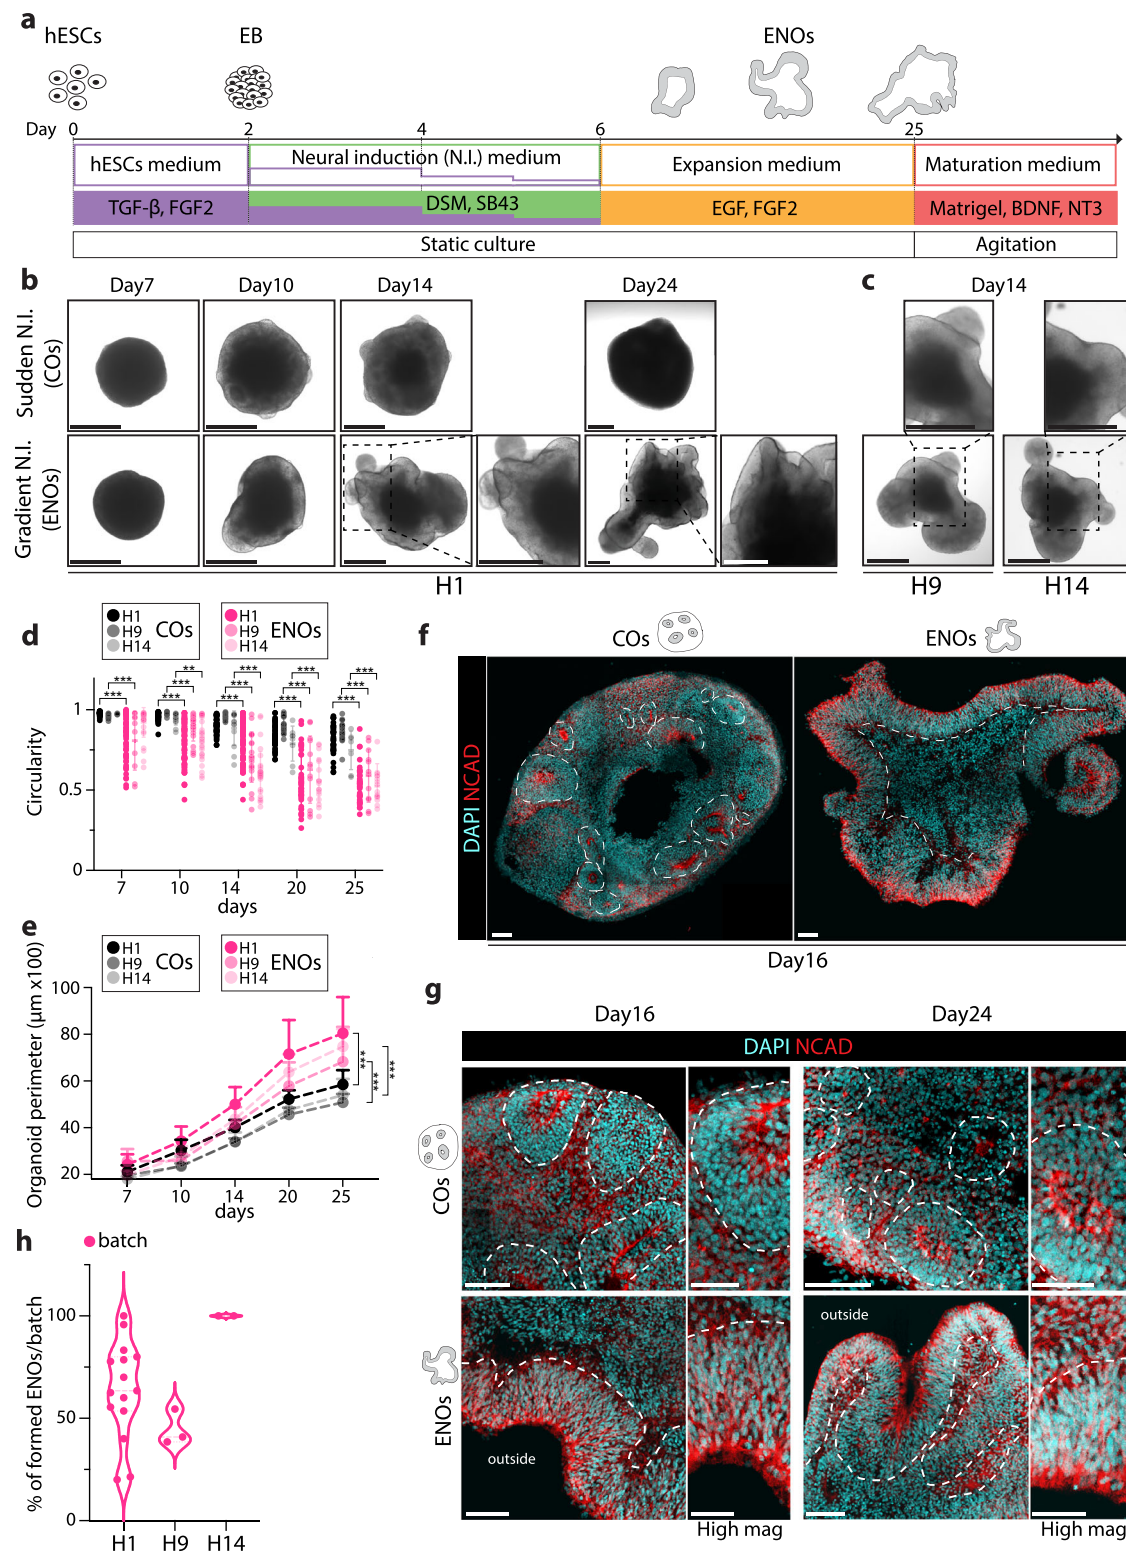 a
hESCs EB ENOs
Day 0 2 4 6 25
hESCs medium Neural induction (N.I.) medium Expansion medium Maturation medium
TGF-β, FGF2 DSM, SB43 EGF, FGF2 Matrigel, BDNF, NT3
Static culture Agitation
b
Day7 Day10 Day14 Day24
Sudden N.I.
(COs)
Gradient N.I.
(ENOs)
H1
c
Day14
H9 H14
d
H1
H9 COs
H14
H1
H9 ENOs
H14
*** *** *** *** ** *** *** *** *** *** *** *** *** *** ***
Circularity
1
0.5
0
7 10 14 20 25
days
e
H1
H9 COs
H14
H1
H9 ENOs
H14
Organoid perimeter (μm x100)
100
80
60
40
20
*** *** ***
7 10 14 20 25
days
f
COs ENOs
DAPI NCAD
Day16
g
Day16 Day24
DAPI NCAD
COs
ENOs
outside
outside
High mag High mag
h
batch
% of formed ENOs/batch
100
50
0
H1 H9 H14